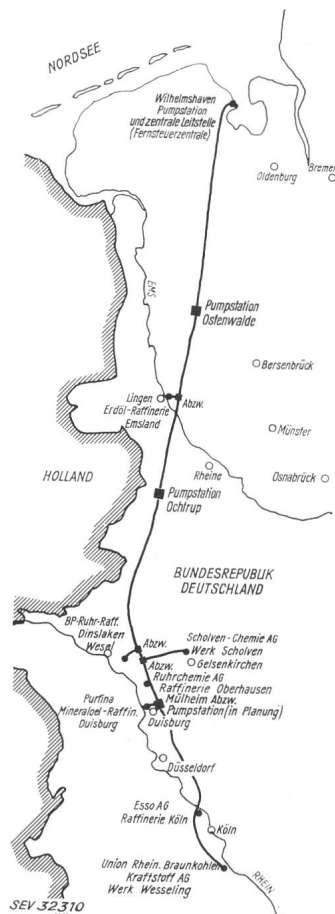 NORDSEE
Wilhelmshaven
Pumpstation
und zentrale Leitstelle
(Fernsteuerzentrale)
Bremen
Oldenburg
EMS
Pumpstation
Ostenwalde
Bersenbrück
Lingen
Erdöl-Raffinerie
Emsland
Abzw.
Münster
Rheine
Osnabrück
HOLLAND
Pumpstation
Ochtrup
BUNDESREPUBLIK
DEUTSCHLAND
BP-Ruhr-Raff.
Dinslaken
Wesel
Abzw.
Scholven-Chemie AG
Werk Scholven
Abzw.
Gelsenkirchen
Ruhrchemie AG
Raffinerie Oberhausen
Mülheim Abzw.
Pumpstation (in Planung)
Purfina
Mineraloel-Raffin.
Duisburg
Duisburg
Düsseldorf
Esso AG
Raffinerie Köln
Köln
Union Rhein. Braunkohlen
Kraftstoff AG
Werk Wesseling
RHEIN
SEV 32310